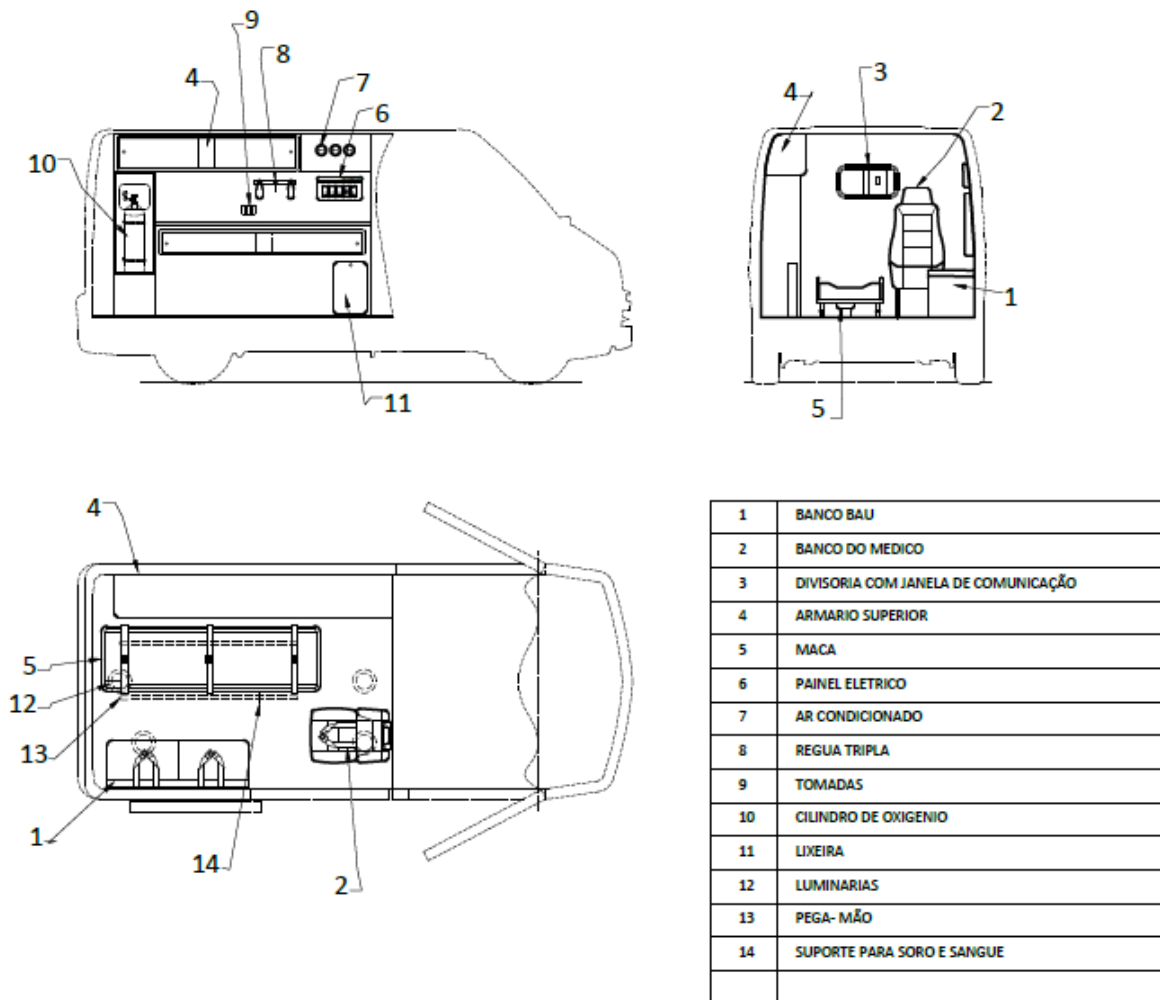 9
8
4
7
6
10
11
3
4
2
1
5
4
5
12
13
1
14
2
1 BANCO BAU
2 BANCO DO MEDICO
3 DIVISORIA COM JANELA DE COMUNICAÇÃO
4 ARMARIO SUPERIOR
5 MACA
6 PAINEL ELETRICO
7 AR CONDICIONADO
8 REGUA TRIPLA
9 TOMADAS
10 CILINDRO DE OXIGENIO
11 LIXEIRA
12 LUMINARIAS
13 PEGA- MÃO
14 SUPORTE PARA SORO E SANGUE